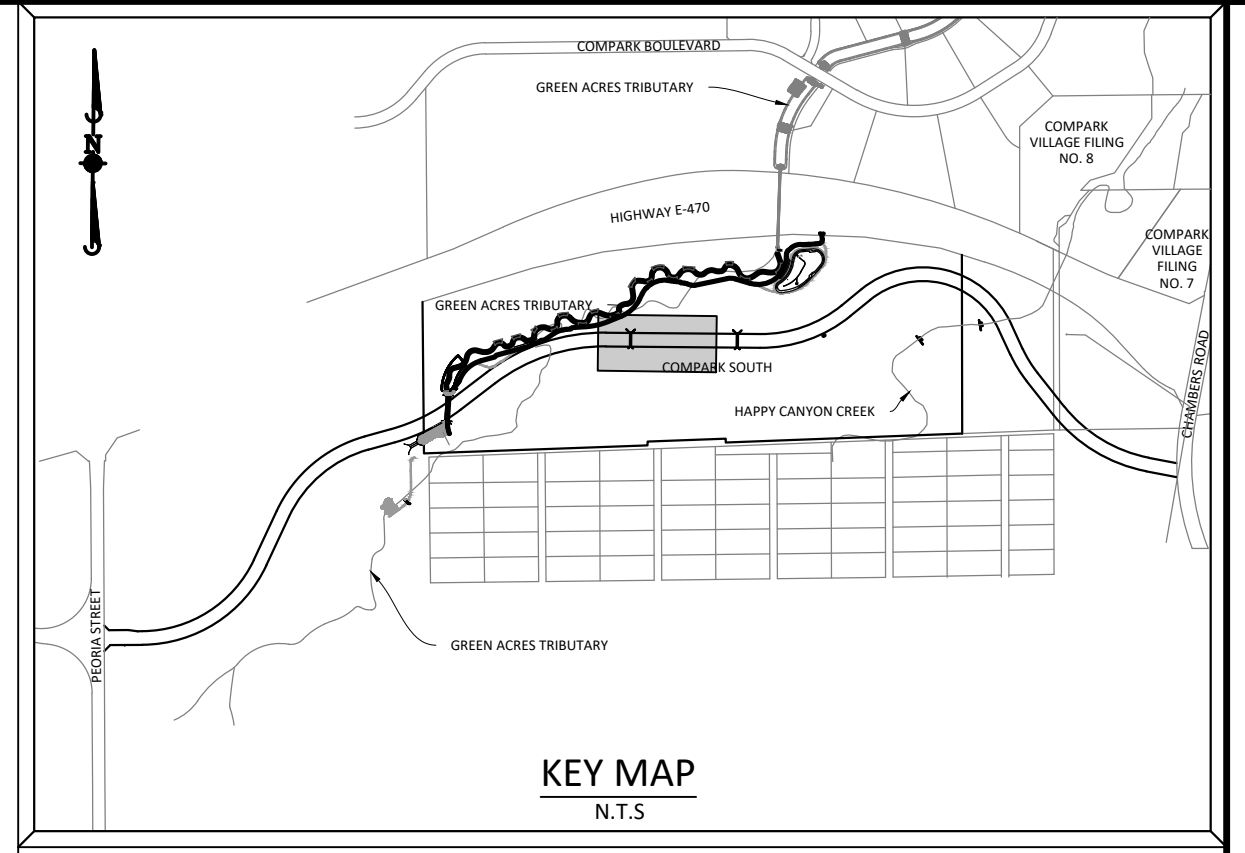 COMPARK BOULEVARD
GREEN ACRES TRIBUTARY
COMPARK
VILLAGE FILING
NO. 8
N
HIGHWAY E-470
COMPARK
VILLAGE
FILING
NO. 7
GREEN ACRES TRIBUTARY
COMPARK SOUTH
CHAMBERS ROAD
HAPPY CANYON CREEK
PEORIA STREET
GREEN ACRES TRIBUTARY
KEY MAP
N.T.S